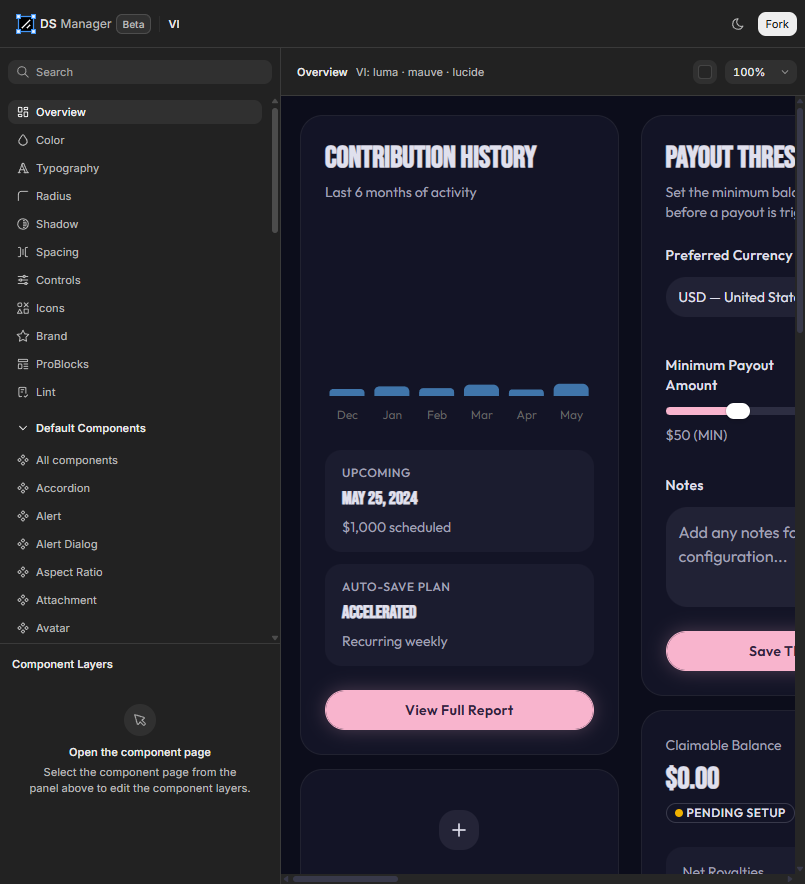 DS Manager Beta VI
Fork
Search
Overview
Color
Typography
Radius
Shadow
Spacing
Controls
Icons
Brand
ProBlocks
Lint
Default Components
All components
Accordion
Alert
Alert Dialog
Aspect Ratio
Attachment
Avatar
Component Layers
Open the component page
Select the component page from the
panel above to edit the component layers.
Overview VI: luma · mauve · lucide
100%
CONTRIBUTION HISTORY
Last 6 months of activity
Dec Jan Feb Mar Apr May
UPCOMING
MAY 25, 2024
$1,000 scheduled
AUTO-SAVE PLAN
ACCELERATED
Recurring weekly
View Full Report
PAYOUT THRES
Set the minimum bala
before a payout is trig
Preferred Currency
USD — United State
Minimum Payout
Amount
$50 (MIN)
Notes
Add any notes fo
configuration...
Save Th
Claimable Balance
$0.00
PENDING SETUP
Net Royalties